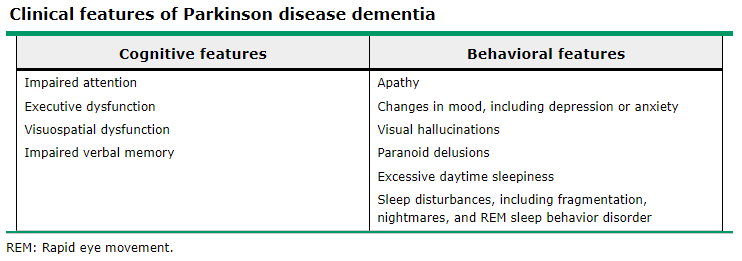 Clinical features of Parkinson disease dementia
Cognitive features
Behavioral features
Impaired attention
Apathy
Executive dysfunction
Changes in mood, including depression or anxiety
Visuospatial dysfunction
Visual hallucinations
Impaired verbal memory
Paranoid delusions
Excessive daytime sleepiness
Sleep disturbances, including fragmentation,
nightmares, and REM sleep behavior disorder
REM: Rapid eye movement.